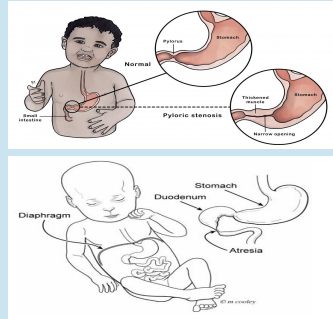 Pylorus
Stomach
Normal
Thickened
muscle
Stomach
Small
intestine
Pyloric stenosis
Narrow opening
Stomach
Duodenum
Diaphragm
Atresia
© m cooley